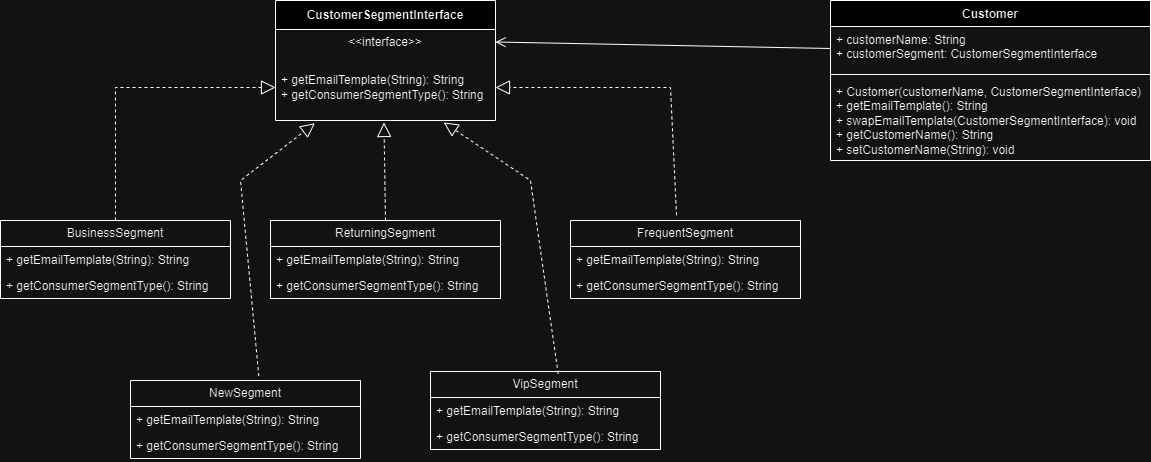 CustomerSegmentInterface
<<interface>>
+ getEmailTemplate(String): String
+ getConsumerSegmentType(): String
Customer
+ customerName: String
+ customerSegment: CustomerSegmentInterface
+ Customer(customerName, CustomerSegmentInterface)
+ getEmailTemplate(): String
+ swapEmailTemplate(CustomerSegmentInterface): void
+ getCustomerName(): String
+ setCustomerName(String): void
BusinessSegment
+ getEmailTemplate(String): String
+ getConsumerSegmentType(): String
ReturningSegment
+ getEmailTemplate(String): String
+ getConsumerSegmentType(): String
FrequentSegment
+ getEmailTemplate(String): String
+ getConsumerSegmentType(): String
NewSegment
+ getEmailTemplate(String): String
+ getConsumerSegmentType(): String
VipSegment
+ getEmailTemplate(String): String
+ getConsumerSegmentType(): String